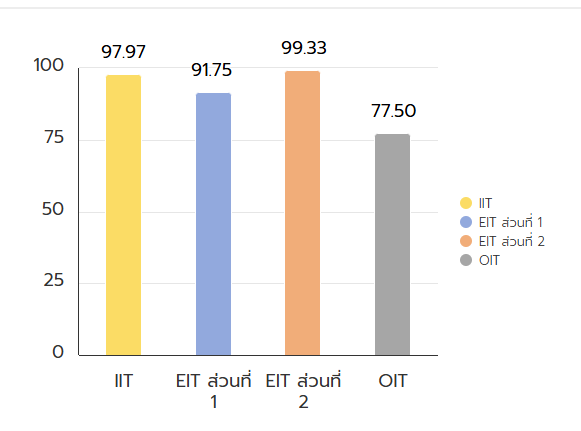 97.97
91.75
99.33
77.50
100
75
50
25
0
IIT
EIT ส่วนที่ 1
EIT ส่วนที่ 2
OIT
IIT
EIT ส่วนที่
1
EIT ส่วนที่
2
OIT